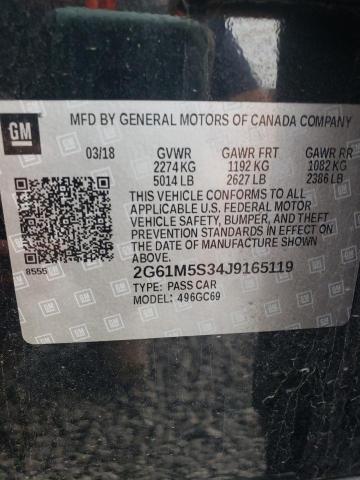 GM
MFD BY GENERAL MOTORS OF CANADA COMPANY
03/18 GVWR GAWR FRT GAWR RR
2274 KG 1192 KG 1082 KG
5014 LB 2627 LB 2386 LB
THIS VEHICLE CONFORMS TO ALL
APPLICABLE U.S. FEDERAL MOTOR
VEHICLE SAFETY, BUMPER, AND THEFT
PREVENTION STANDARDS IN EFFECT
ON THE DATE OF MANUFACTURE SHOWN
ABOVE.
8555
2G61M5S34J9165119
TYPE: PASS CAR
MODEL: 496GC69